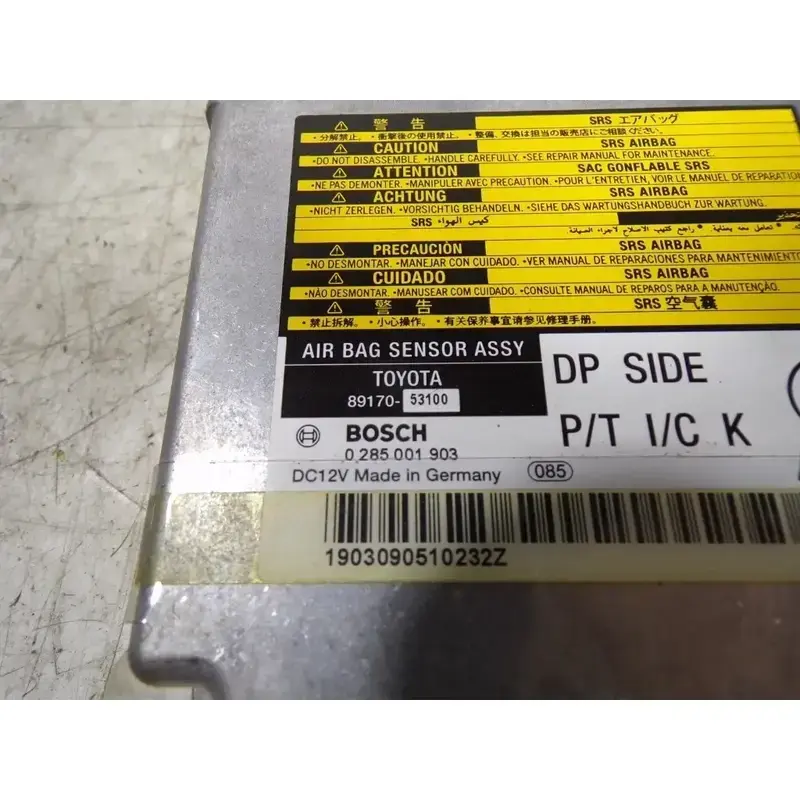 ⚠ 警告 SRS エアバッグ
・分解禁止。・衝撃後の使用禁止。・整備、交換は担当の販売店にご相談ください。
⚠ CAUTION SRS AIRBAG
•DO NOT DISASSEMBLE. •HANDLE CAREFULLY. •SEE REPAIR MANUAL FOR MAINTENANCE.
⚠ ATTENTION SAC GONFLABLE SRS
•NE PAS DEMONTER. •MANIPULER AVEC PRECAUTION. •POUR L'ENTRETIEN, VOIR LE MANUEL DE REPARATION
⚠ ACHTUNG SRS AIRBAG
•NICHT ZERLEGEN. •VORSICHTIG BEHANDELN. •SIEHE DAS WARTUNGSHANDBUCH ZUR WARTUNG.
كيس الهواء SRS
• تعامل معه بعناية. • راجع كتيب الاصلاح لاجراء الصيانة
⚠ PRECAUCIÓN SRS AIRBAG
•NO DESMONTAR. •MANEJAR CON CUIDADO. •VER MANUAL DE REPARACIONES PARA MANTENIMIENTO
⚠ CUIDADO SRS AIRBAG
•NÃO DESMONTAR. •MANUSEAR COM CUIDADO. •CONSULTE MANUAL DE REPAROS PARA A MANUTENÇÃO.
⚠ 警告 SRS 空气囊
•禁止拆解。•小心操作。•有关保养事宜请参见修理手册.
AIR BAG SENSOR ASSY
TOYOTA
89170-53100
DP SIDE
P/T I/C K
BOSCH
0 285 001 903
DC12V Made in Germany 085
1903090510232Z